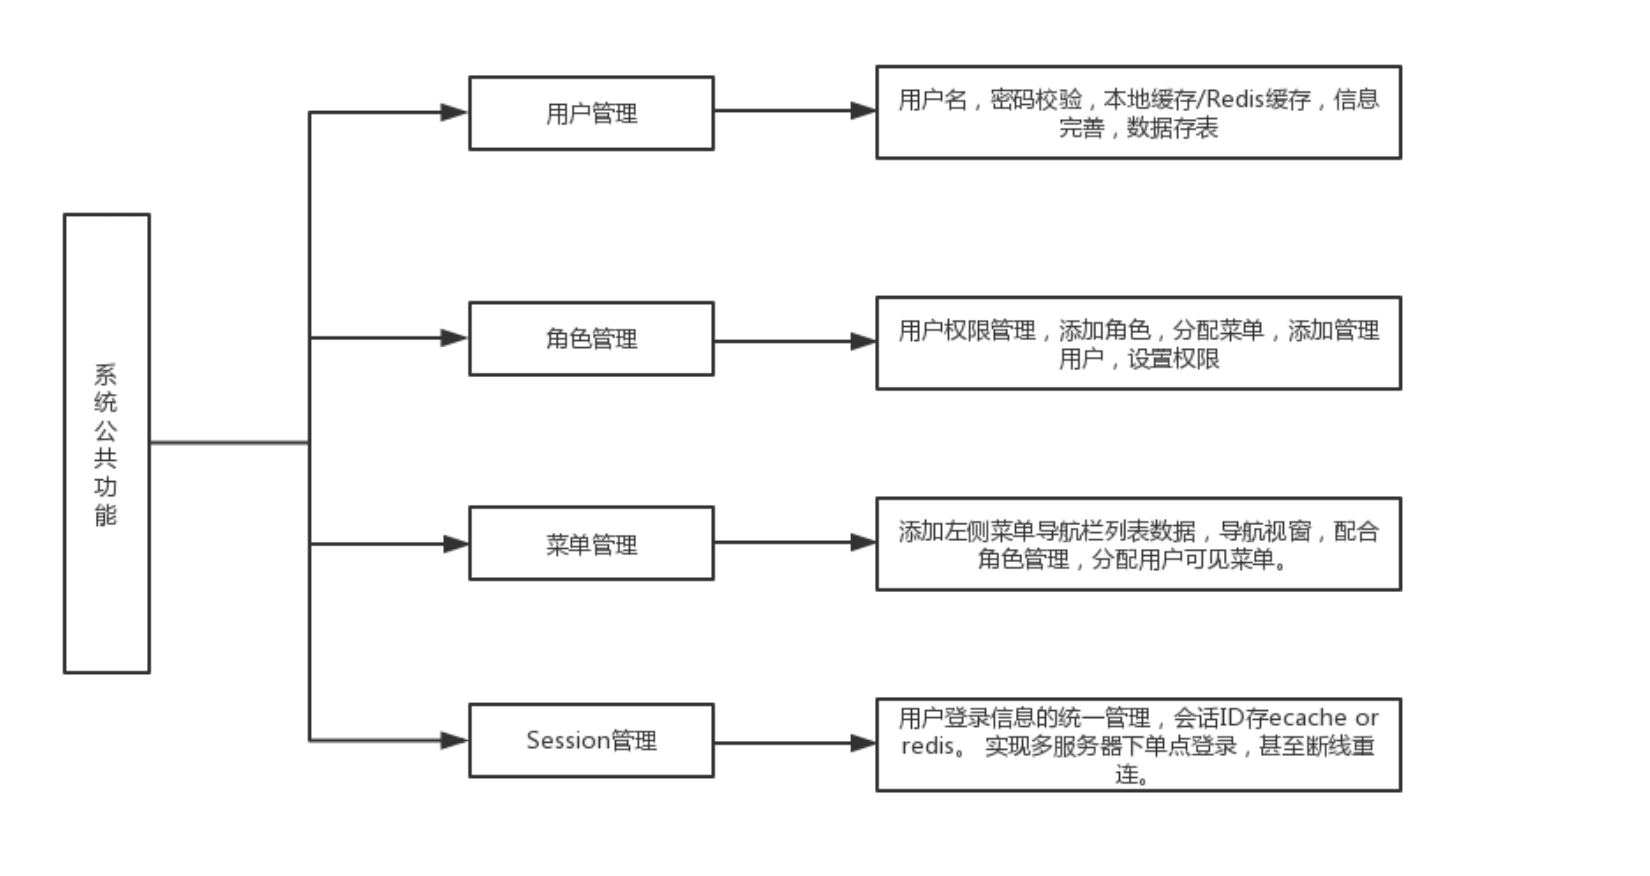 系
统
公
共
功
能
用户管理
用户名，密码校验，本地缓存/Redis缓存，信息
完善，数据存表
角色管理
用户权限管理，添加角色，分配菜单，添加管理
用户，设置权限
菜单管理
添加左侧菜单导航栏列表数据，导航视窗，配合
角色管理，分配用户可见菜单。
Session管理
用户登录信息的统一管理，会话ID存ecache or
redis。 实现多服务器下单点登录，甚至断线重
连。